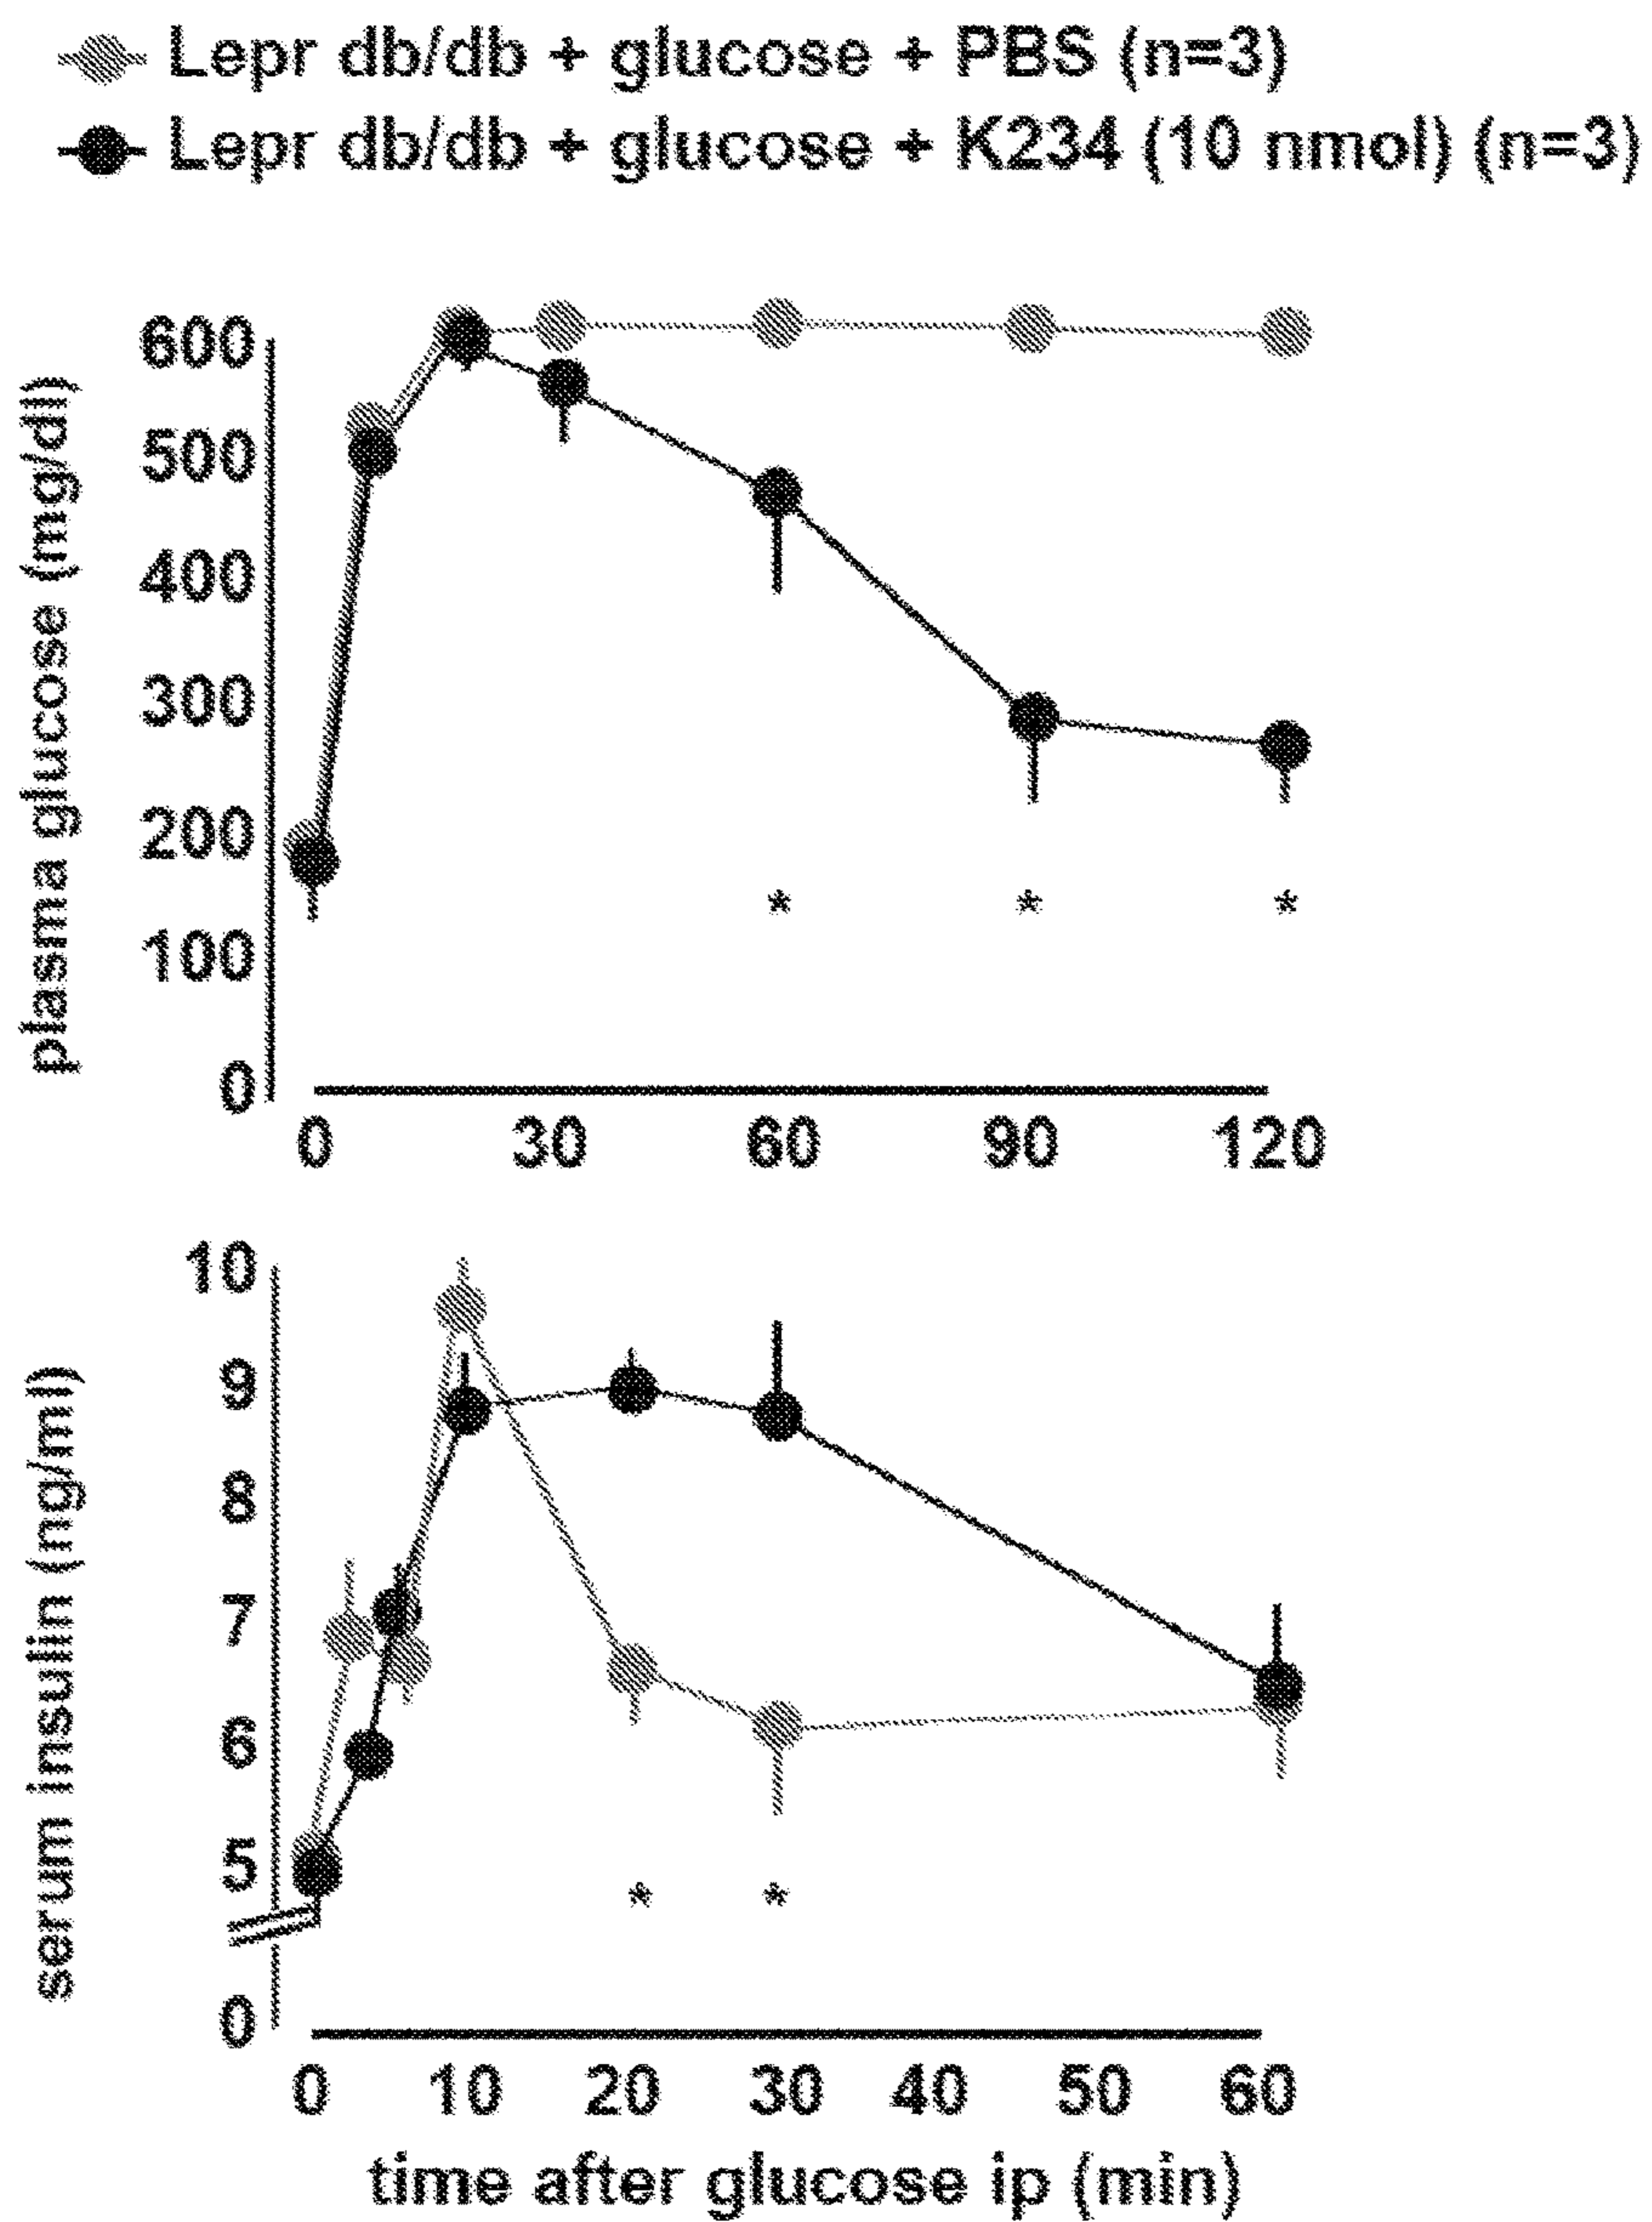 Lepr db/db + glucose + PBS (n=3)
Lepr db/db + glucose + K234 (10 nmol) (n=3)
plasma glucose (mg/dl)
600
500
400
300
200
100
0
* * *
0 30 60 90 120
serum insulin (ng/ml)
10
9
8
7
6
5
0
* *
0 10 20 30 40 50 60
time after glucose ip (min)